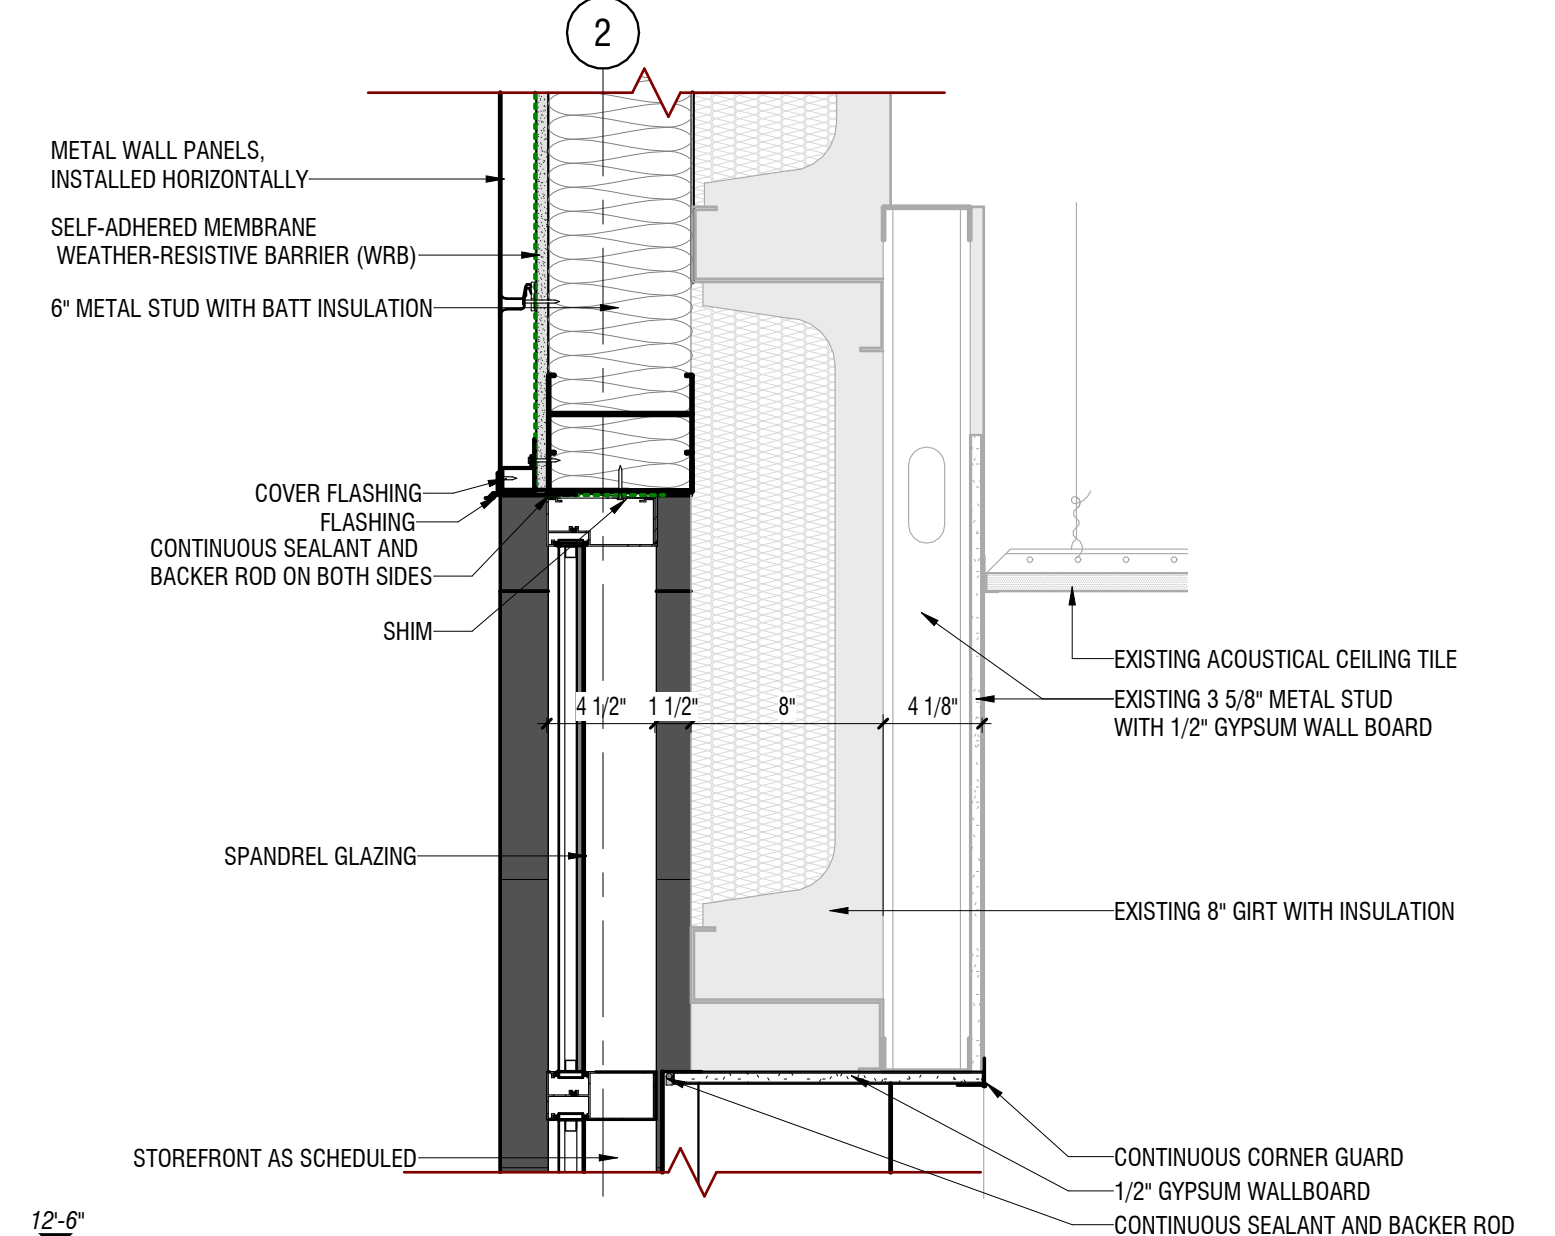 2
METAL WALL PANELS,
INSTALLED HORIZONTALLY
SELF-ADHERED MEMBRANE
WEATHER-RESISTIVE BARRIER (WRB)
6" METAL STUD WITH BATT INSULATION
COVER FLASHING
FLASHING
CONTINUOUS SEALANT AND
BACKER ROD ON BOTH SIDES
SHIM
EXISTING ACOUSTICAL CEILING TILE
EXISTING 3 5/8" METAL STUD
WITH 1/2" GYPSUM WALL BOARD
4 1/2" 1 1/2" 8" 4 1/8"
SPANDREL GLAZING
EXISTING 8" GIRT WITH INSULATION
STOREFRONT AS SCHEDULED
CONTINUOUS CORNER GUARD
1/2" GYPSUM WALLBOARD
CONTINUOUS SEALANT AND BACKER ROD
12'-6"